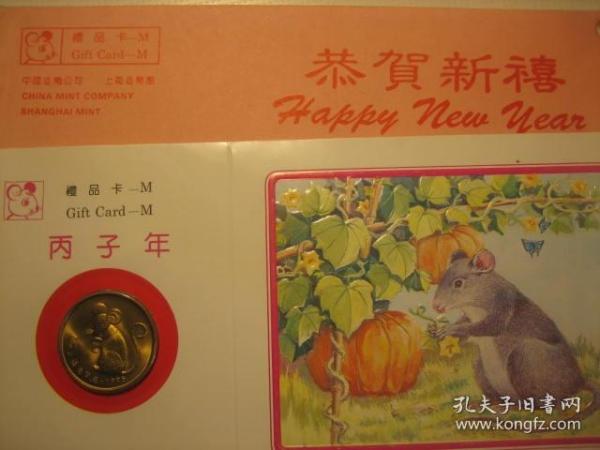 禮品卡—M
Gift Card—M
中國造幣公司 上海造幣廠
CHINA MINT COMPANY
SHANGHAI MINT
恭賀新禧
Happy New Year
禮品卡—M
Gift Card—M
丙子年
孔夫子旧書网
www.kongfz.com